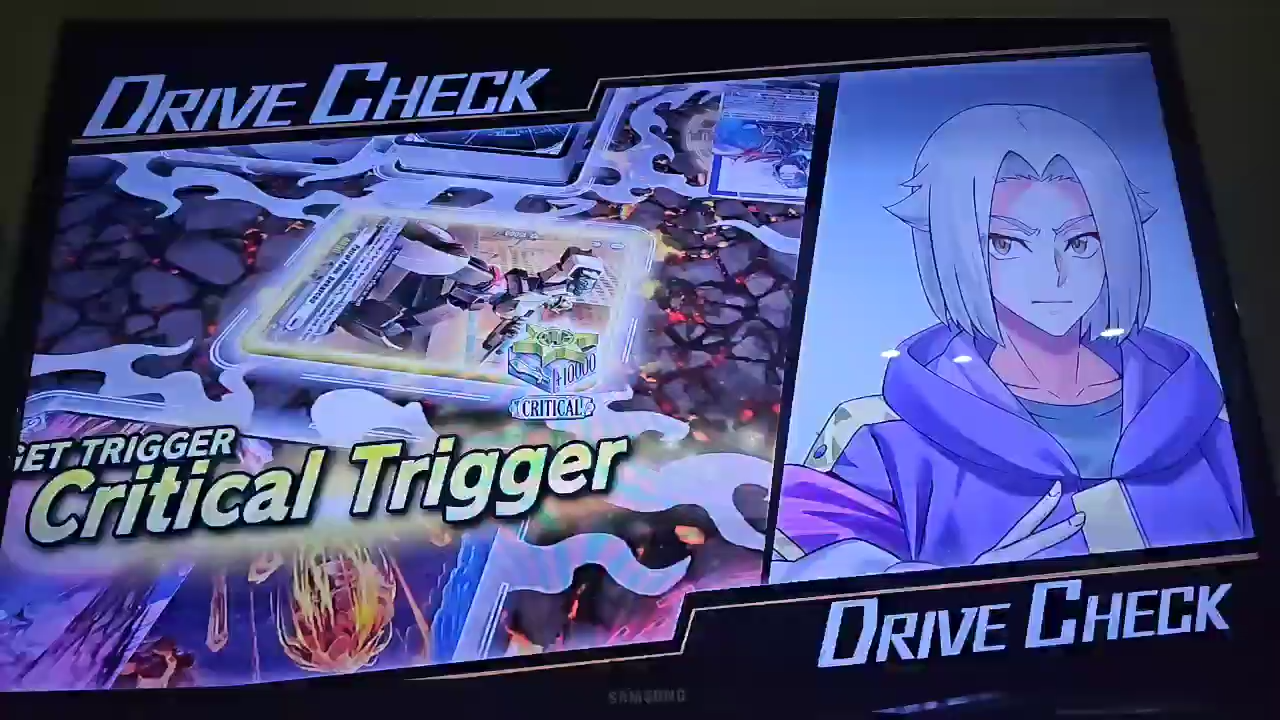 DRIVE CHECK
+10000
CRITICAL
GET TRIGGER
Critical Trigger
DRIVE CHECK
SAMSUNG